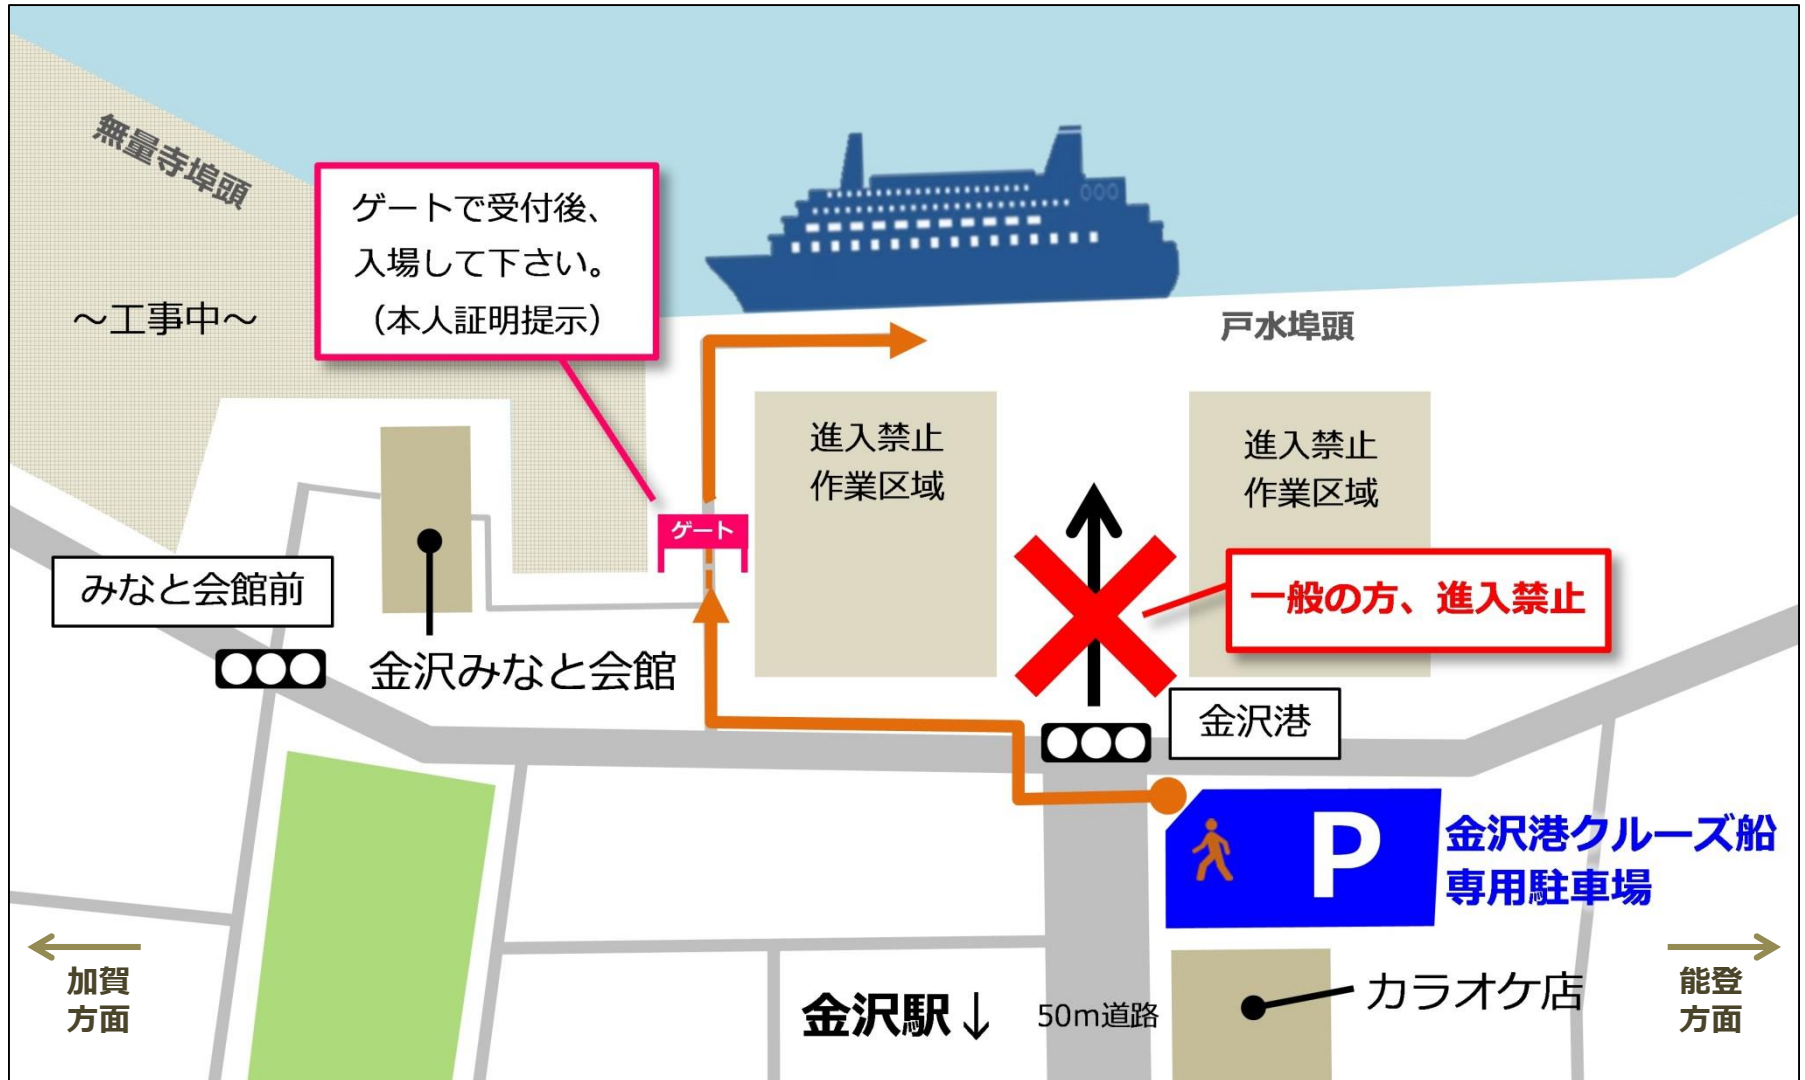 無量寺埠頭
ゲートで受付後、
入場して下さい。
（本人証明提示）
～工事中～
戸水埠頭
進入禁止
作業区域
進入禁止
作業区域
ゲート
みなと会館前
一般の方、進入禁止
金沢みなと会館
金沢港
P
金沢港クルーズ船
専用駐車場
加賀
方面
金沢駅↓
50m道路
カラオケ店
能登
方面